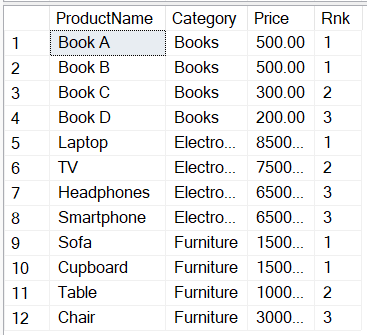 ProductName Category Price Rnk
1 Book A Books 500.00 1
2 Book B Books 500.00 1
3 Book C Books 300.00 2
4 Book D Books 200.00 3
5 Laptop Electro... 8500... 1
6 TV Electro... 7500... 2
7 Headphones Electro... 6500... 3
8 Smartphone Electro... 6500... 3
9 Sofa Furniture 1500... 1
10 Cupboard Furniture 1500... 1
11 Table Furniture 1000... 2
12 Chair Furniture 3000... 3